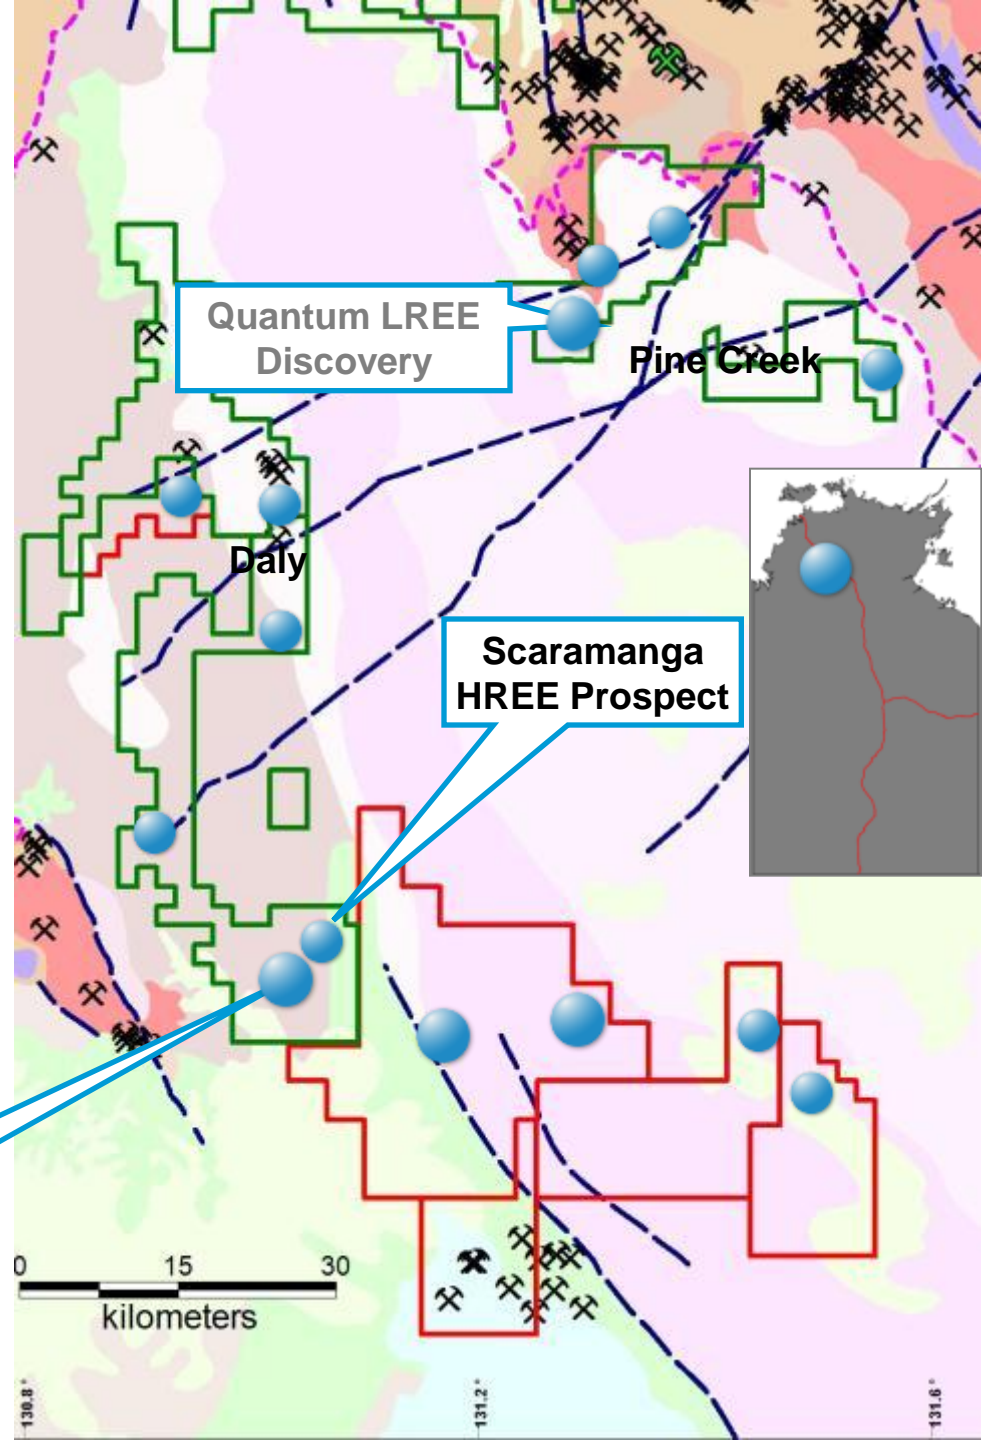 Quantum LREE
Discovery
Pine Creek
Daly
Scaramanga
HREE Prospect
0 15 30
kilometers
130.8°
131.2°
131.6°